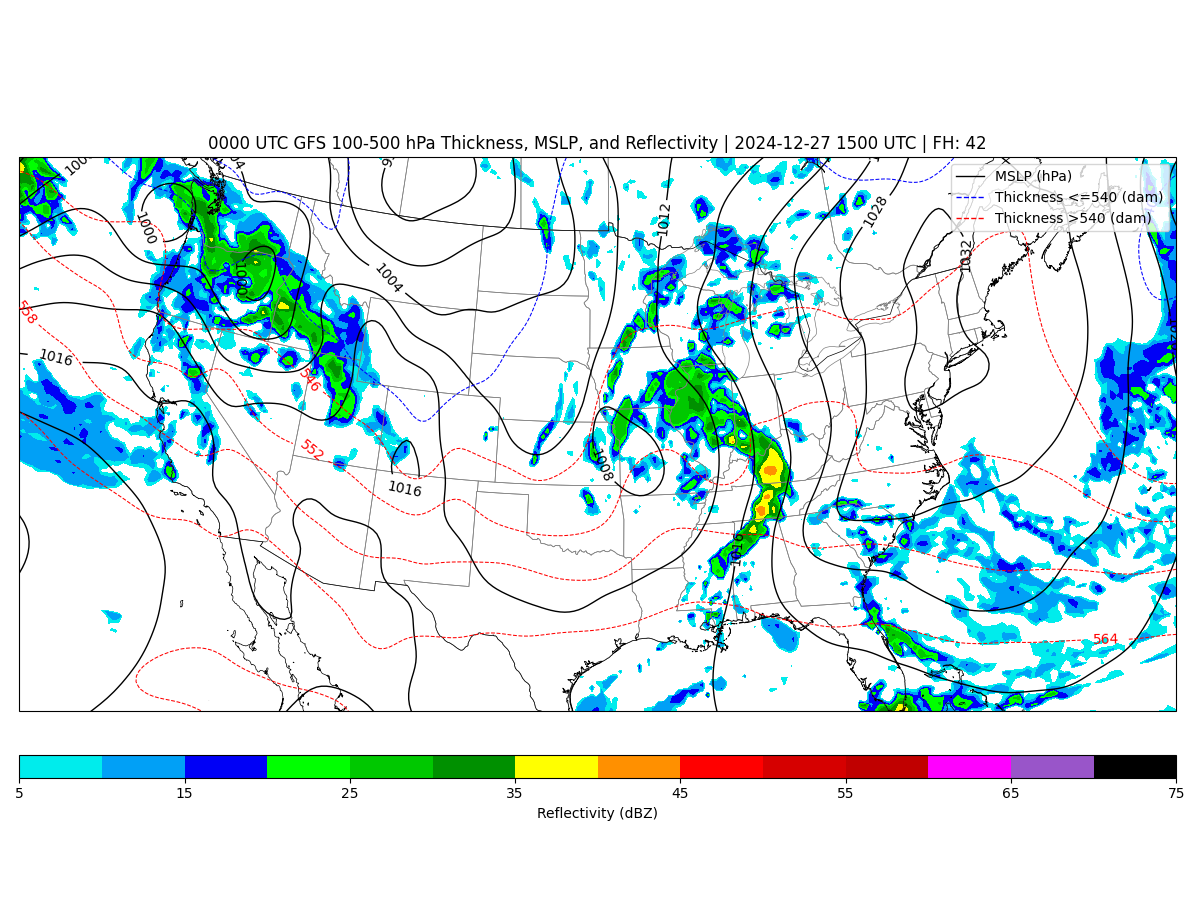 0000 UTC GFS 100-500 hPa Thickness, MSLP, and Reflectivity | 2024-12-27 1500 UTC | FH: 42
MSLP (hPa)
Thickness <=540 (dam)
Thickness >540 (dam)
1012
1028
1000
1032
1004
558
1016
546
552
1008
1016
1016
564
5 15 25 35 45 55 65 75
Reflectivity (dBZ)